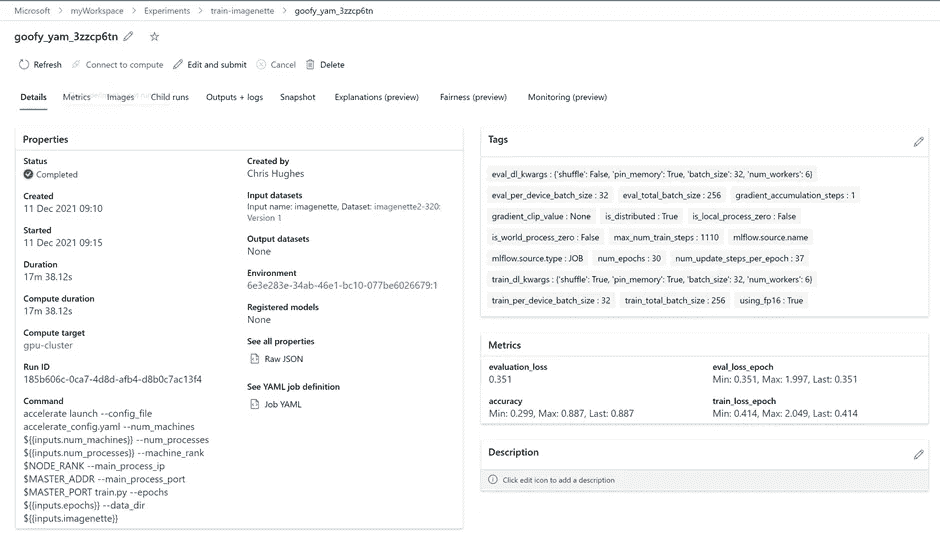 Microsoft > myWorkspace > Experiments > train-imagenette > goofy_yam_3zzcp6tn
goofy_yam_3zzcp6tn
Refresh Connect to compute Edit and submit Cancel Delete
Details Metrics Images Child runs Outputs + logs Snapshot Explanations (preview) Fairness (preview) Monitoring (preview)
Properties
Status
Completed
Created
11 Dec 2021 09:10
Started
11 Dec 2021 09:15
Duration
17m 38.12s
Compute duration
17m 38.12s
Compute target
gpu-cluster
Run ID
185b606c-0ca7-4d8d-afb4-d8b0c7ac13f4
Command
accelerate launch --config_file
accelerate_config.yaml --num_machines
${{inputs.num_machines}} --num_processes
${{inputs.num_processes}} --machine_rank
$NODE_RANK --main_process_ip
$MASTER_ADDR --main_process_port
$MASTER_PORT train.py --epochs
${{inputs.epochs}} --data_dir
${{inputs.imagenette}}
Created by
Chris Hughes
Input datasets
Input name: imagenette, Dataset: imagenette2-320:
Version 1
Output datasets
None
Environment
6e3e283e-34ab-46e1-bc10-077be6026679:1
Registered models
None
See all properties
Raw JSON
See YAML job definition
Job YAML
Tags
eval_dl_kwargs : {'shuffle': False, 'pin_memory': True, 'batch_size': 32, 'num_workers': 6}
eval_per_device_batch_size : 32 eval_total_batch_size : 256 gradient_accumulation_steps : 1
gradient_clip_value : None is_distributed : True is_local_process_zero : False
is_world_process_zero : False max_num_train_steps : 1110 mlflow.source.name
mlflow.source.type : JOB num_epochs : 30 num_update_steps_per_epoch : 37
train_dl_kwargs : {'shuffle': True, 'pin_memory': True, 'batch_size': 32, 'num_workers': 6}
train_per_device_batch_size : 32 train_total_batch_size : 256 using_fp16 : True
Metrics
evaluation_loss
0.351
eval_loss_epoch
Min: 0.351, Max: 1.997, Last: 0.351
accuracy
Min: 0.299, Max: 0.887, Last: 0.887
train_loss_epoch
Min: 0.414, Max: 2.049, Last: 0.414
Description
Click edit icon to add a description